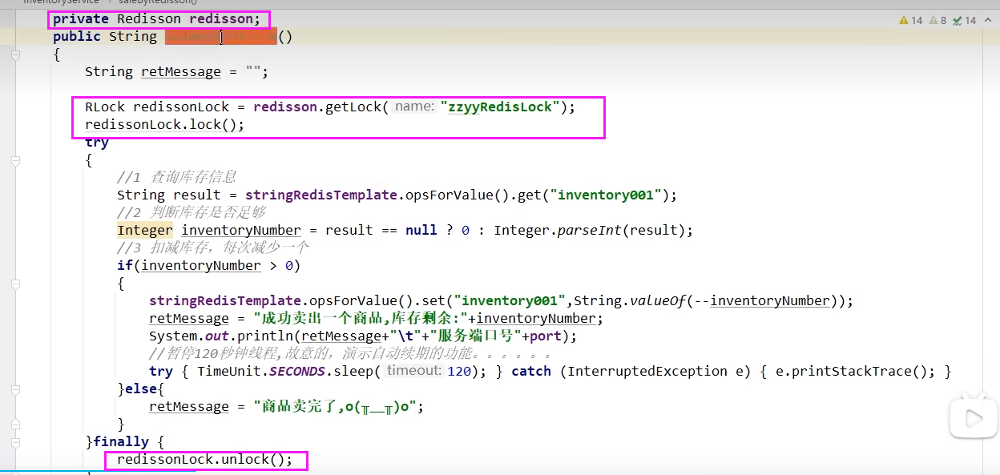 InventoryService > saleByRedisson()
private Redisson redisson;
14 8 14
public String ()
{
String retMessage = "";
RLock redissonLock = redisson.getLock( name: "zzyyRedisLock");
redissonLock.lock();
try
{
//1 查询库存信息
String result = stringRedisTemplate.opsForValue().get("inventory001");
//2 判断库存是否足够
Integer inventoryNumber = result == null ? 0 : Integer.parseInt(result);
//3 扣减库存，每次减少一个
if(inventoryNumber > 0)
{
stringRedisTemplate.opsForValue().set("inventory001",String.valueOf(--inventoryNumber));
retMessage = "成功卖出一个商品,库存剩余:"+inventoryNumber;
System.out.println(retMessage+"\t"+"服务端口号"+port);
//暂停120秒钟线程,故意的，演示自动续期的功能。。。。。。
try { TimeUnit.SECONDS.sleep( timeout: 120); } catch (InterruptedException e) { e.printStackTrace(); }
}else{
retMessage = "商品卖完了,o(╥﹏╥)o";
}
}finally {
redissonLock.unlock();